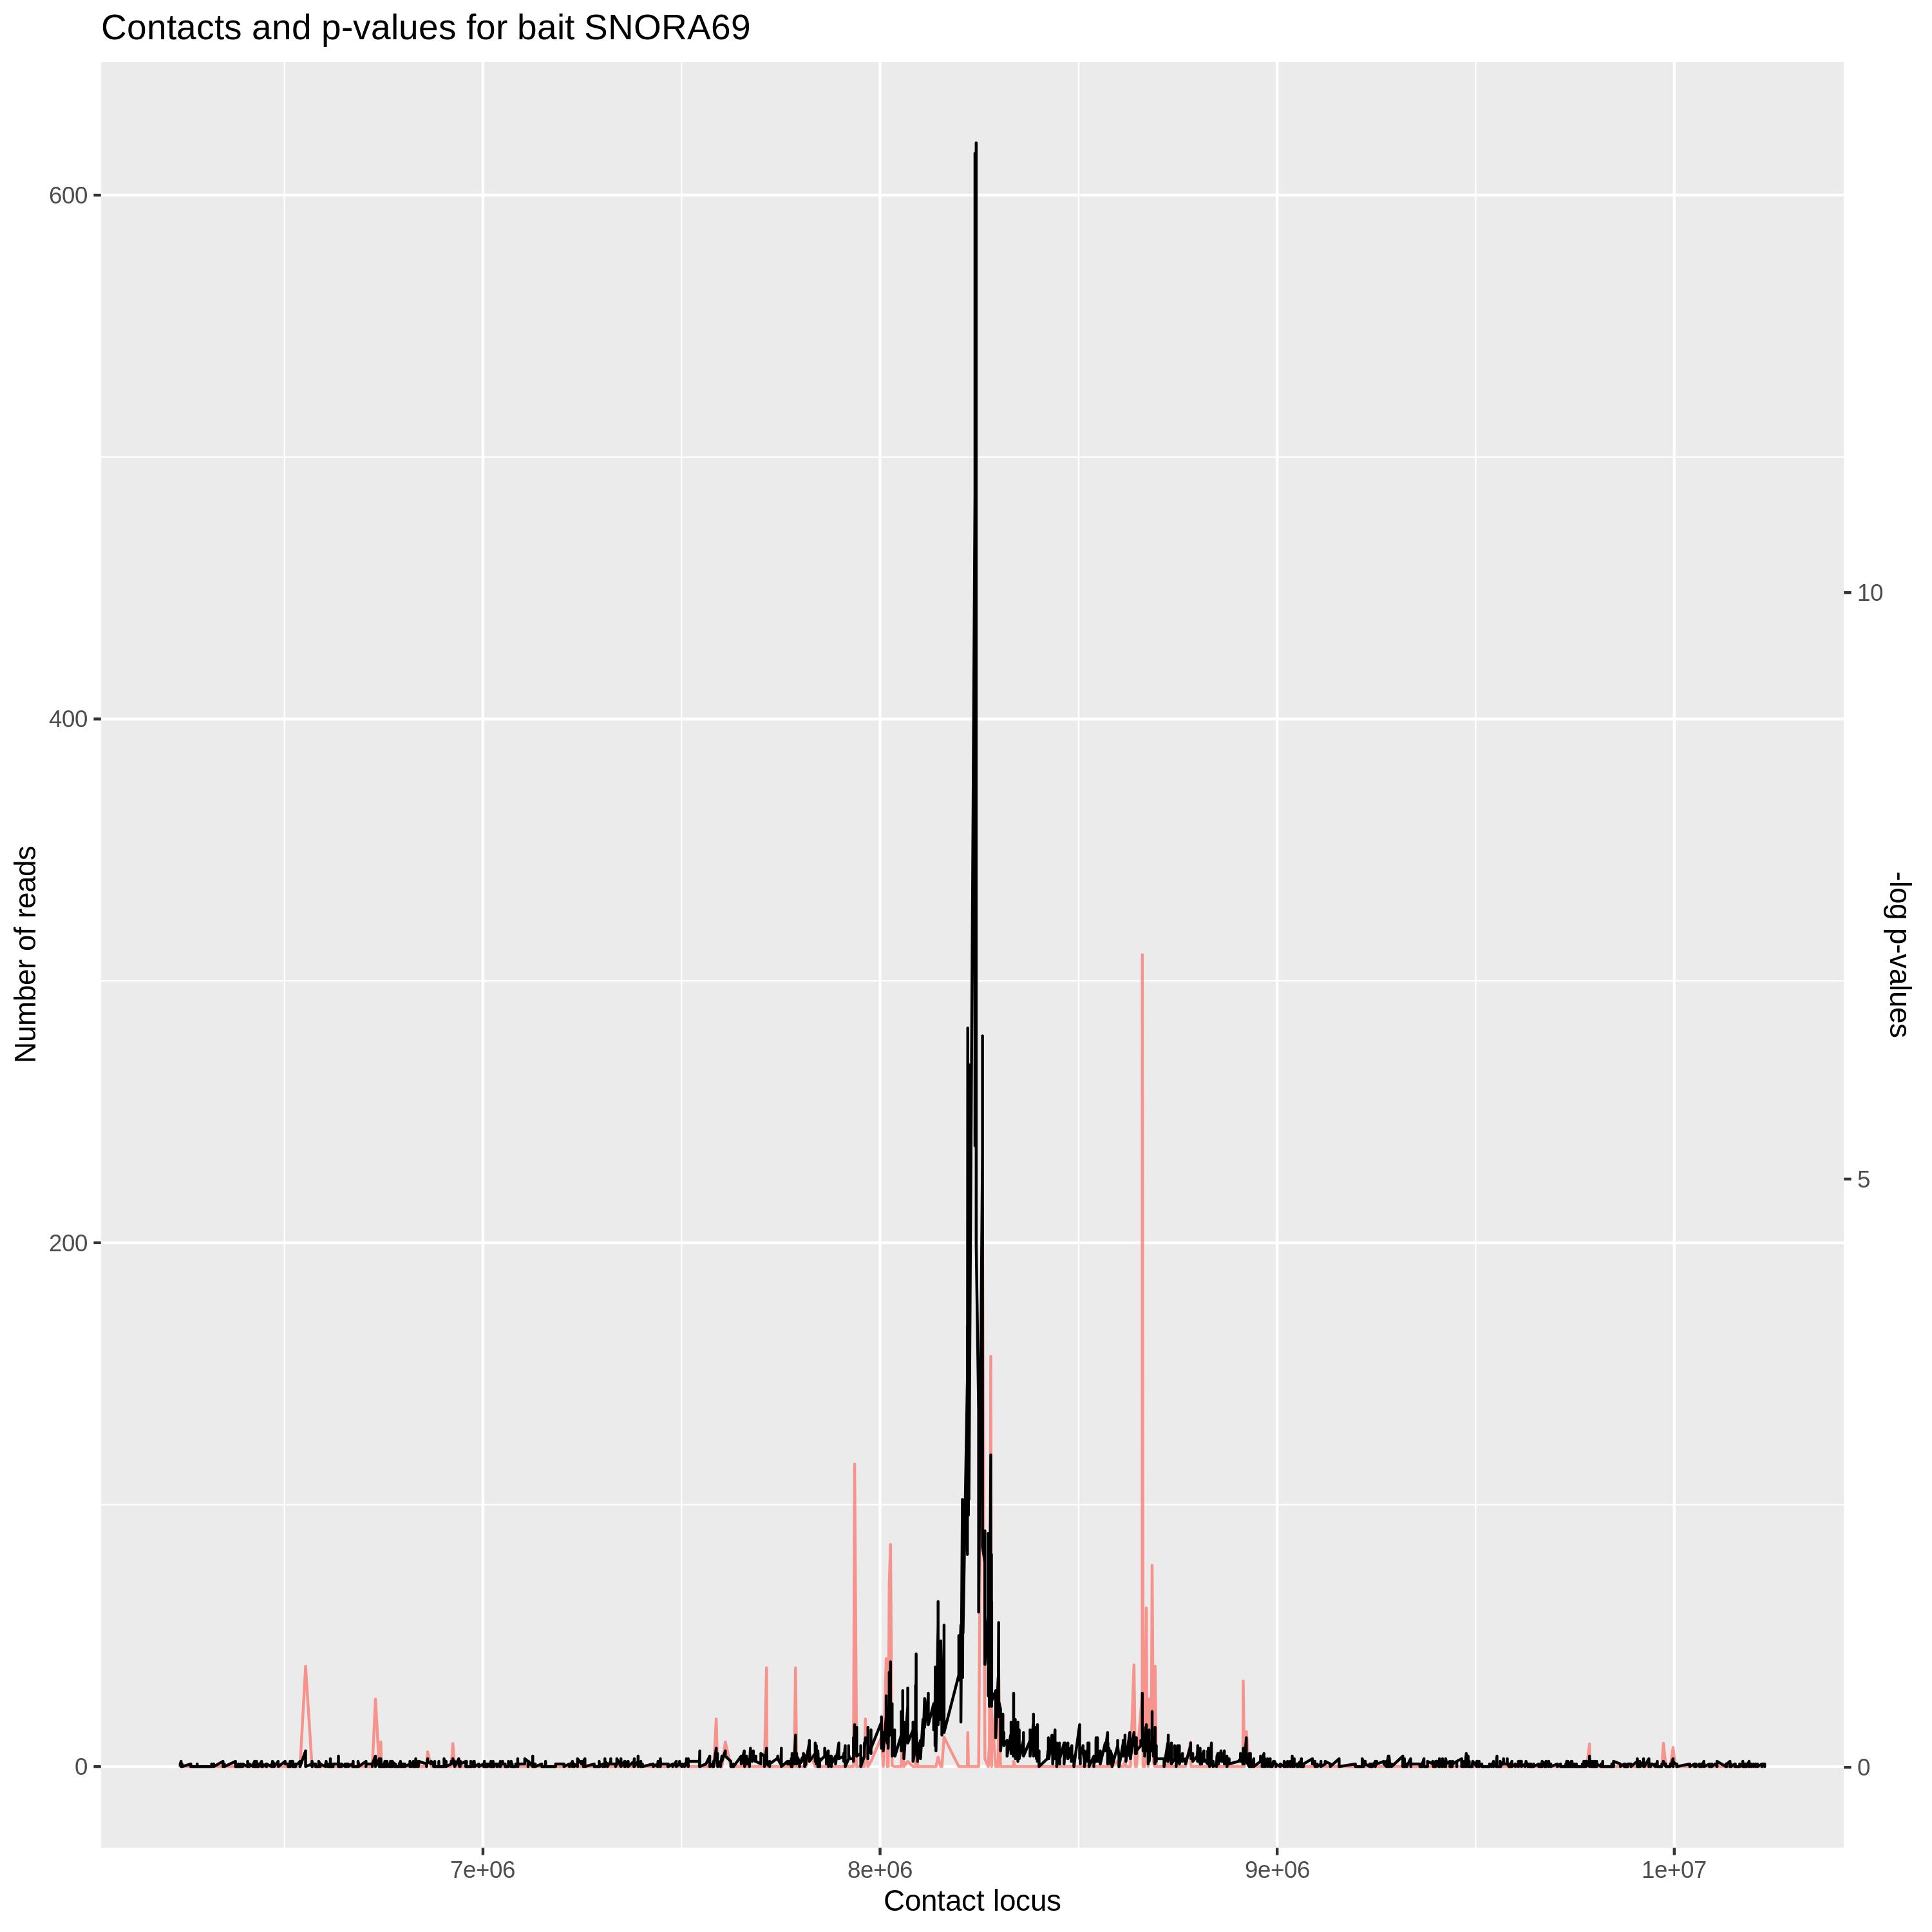 Contacts and p-values for bait SNORA69
600
400
200
0
Number of reads
10
5
0
-log p-values
7e+06
8e+06
9e+06
1e+07
Contact locus